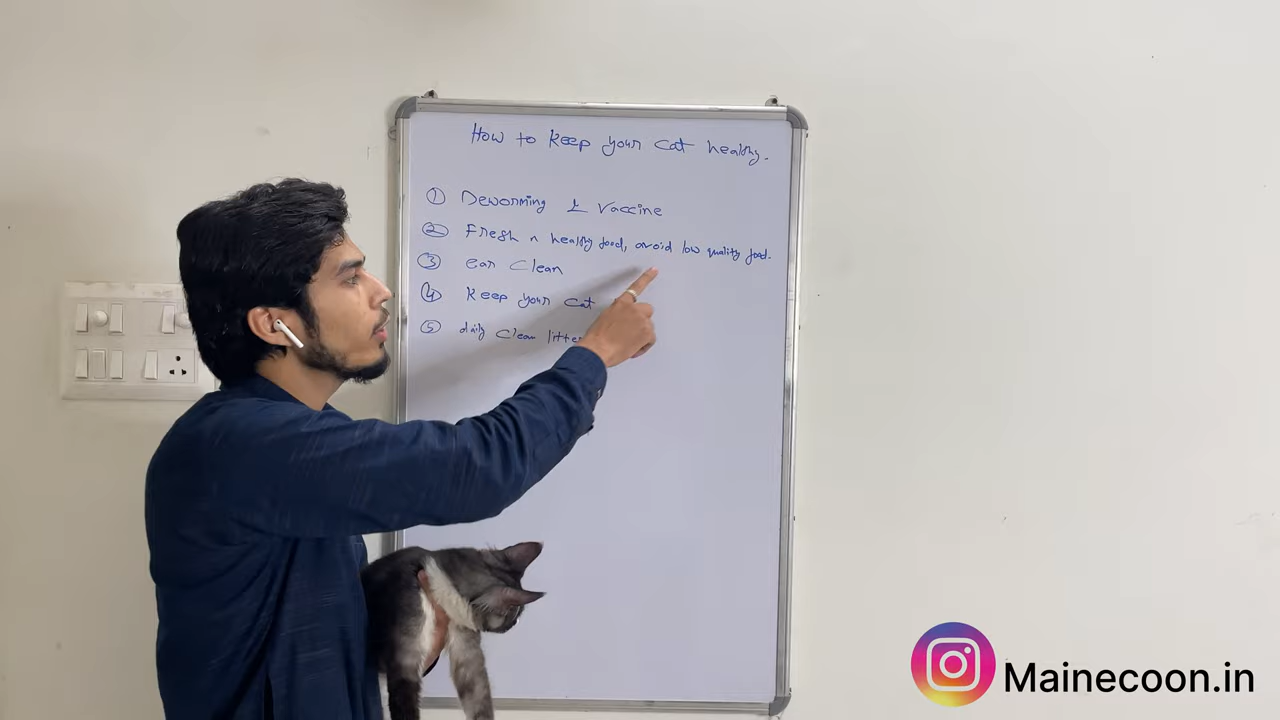 How to keep your cat healthy.
① Deworming & Vaccine
② Fresh n healthy food, avoid low quality food.
③ ear clean
④ keep your cat
⑤ daily clean litter
Mainecoon.in